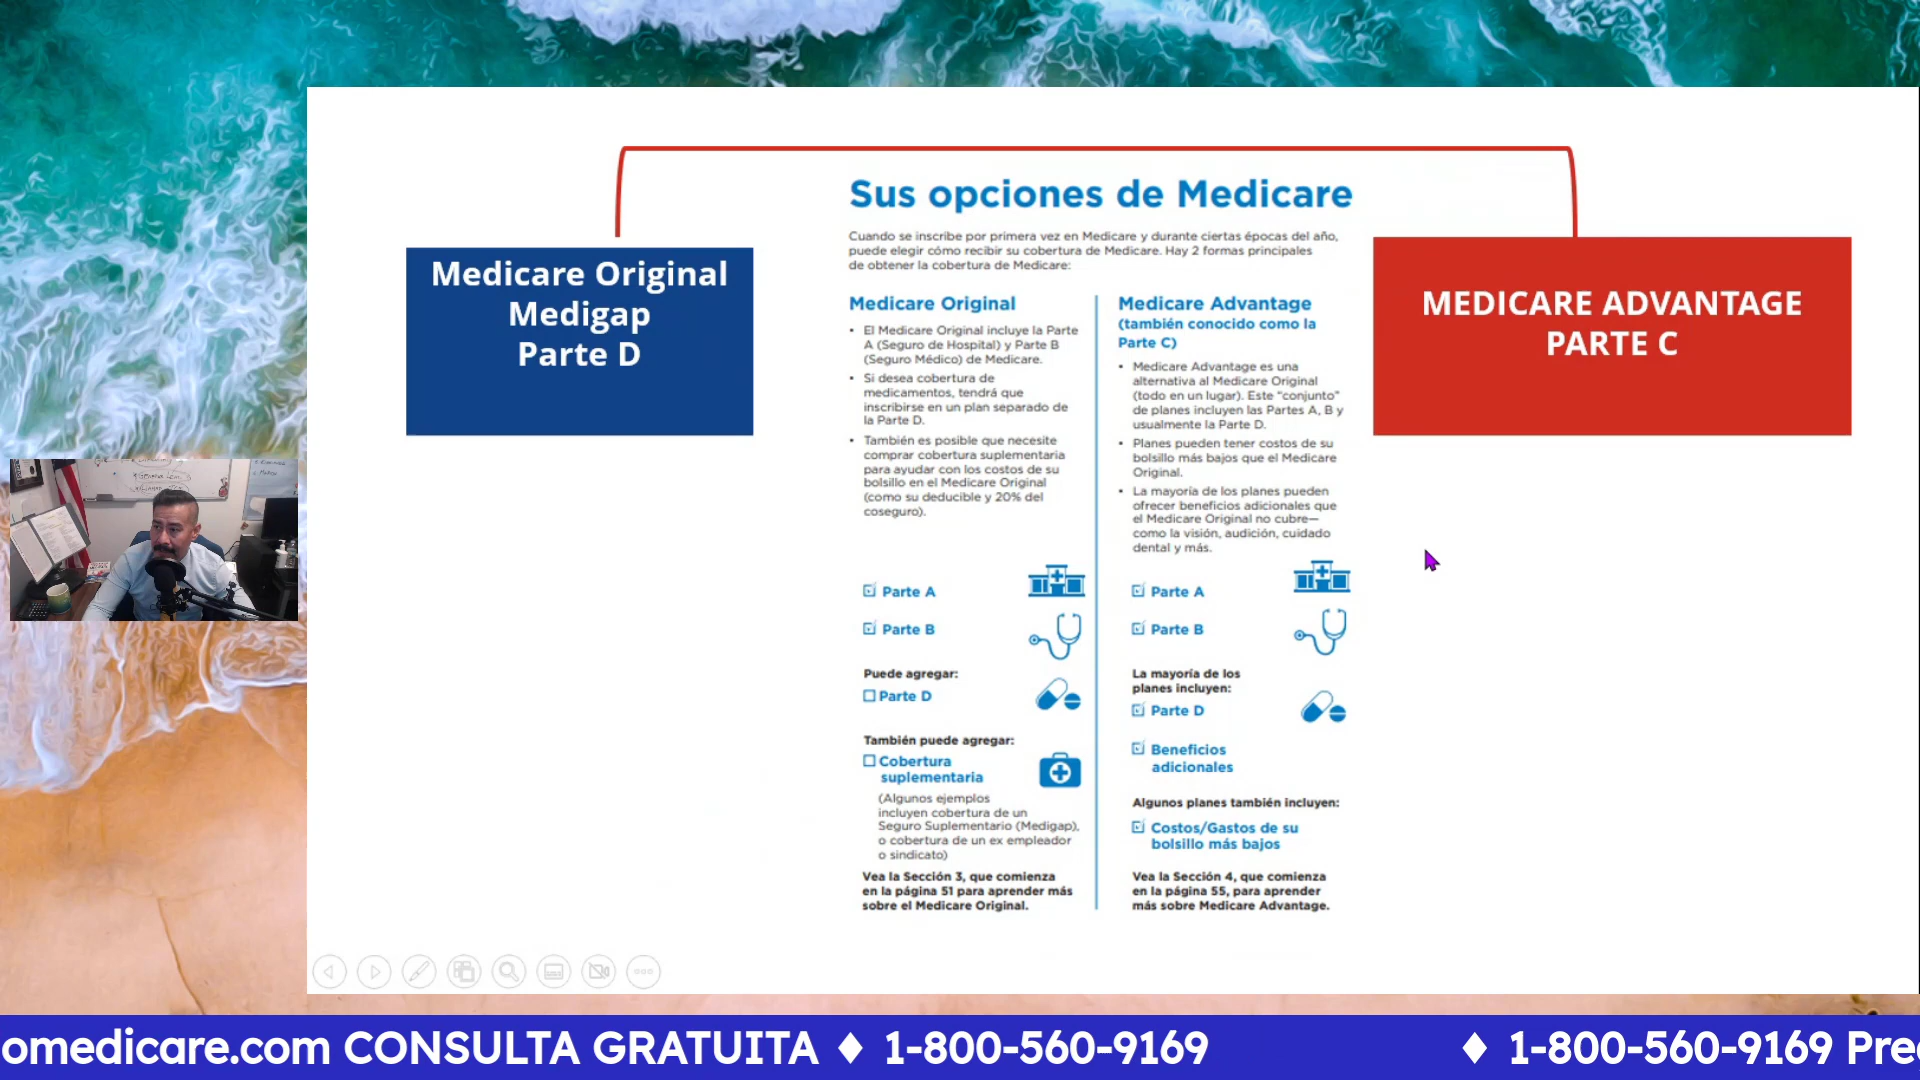 Sus opciones de Medicare
Cuando se inscribe por primera vez en Medicare y durante ciertas épocas del año,
puede elegir cómo recibir su cobertura de Medicare. Hay 2 formas principales
de obtener la cobertura de Medicare:
Medicare Original
Medigap
Parte D
Medicare Original
• El Medicare Original incluye la Parte
A (Seguro de Hospital) y Parte B
(Seguro Médico) de Medicare.
• Si desea cobertura de
medicamentos, tendrá que
inscribirse en un plan separado de
la Parte D.
• También es posible que necesite
comprar cobertura suplementaria
para ayudar con los costos de su
bolsillo en el Medicare Original
(como su deducible y 20% del
coseguro).
Parte A
Parte B
Puede agregar:
Parte D
También puede agregar:
Cobertura
suplementaria
(Algunos ejemplos
incluyen cobertura de un
Seguro Suplementario (Medigap),
o cobertura de un ex empleador
o sindicato)
Vea la Sección 3, que comienza
en la página 51 para aprender más
sobre el Medicare Original.
Medicare Advantage
(también conocido como la
Parte C)
• Medicare Advantage es una
alternativa al Medicare Original
(todo en un lugar). Este “conjunto”
de planes incluyen las Partes A, B y
usualmente la Parte D.
• Planes pueden tener costos de su
bolsillo más bajos que el Medicare
Original.
• La mayoría de los planes pueden
ofrecer beneficios adicionales que
el Medicare Original no cubre—
como la visión, audición, cuidado
dental y más.
Parte A
Parte B
La mayoría de los
planes incluyen:
Parte D
Beneficios
adicionales
Algunos planes también incluyen:
Costos/Gastos de su
bolsillo más bajos
Vea la Sección 4, que comienza
en la página 55, para aprender
más sobre Medicare Advantage.
MEDICARE ADVANTAGE
PARTE C
omedicare.com CONSULTA GRATUITA ♦ 1-800-560-9169 ♦ 1-800-560-9169 Pre